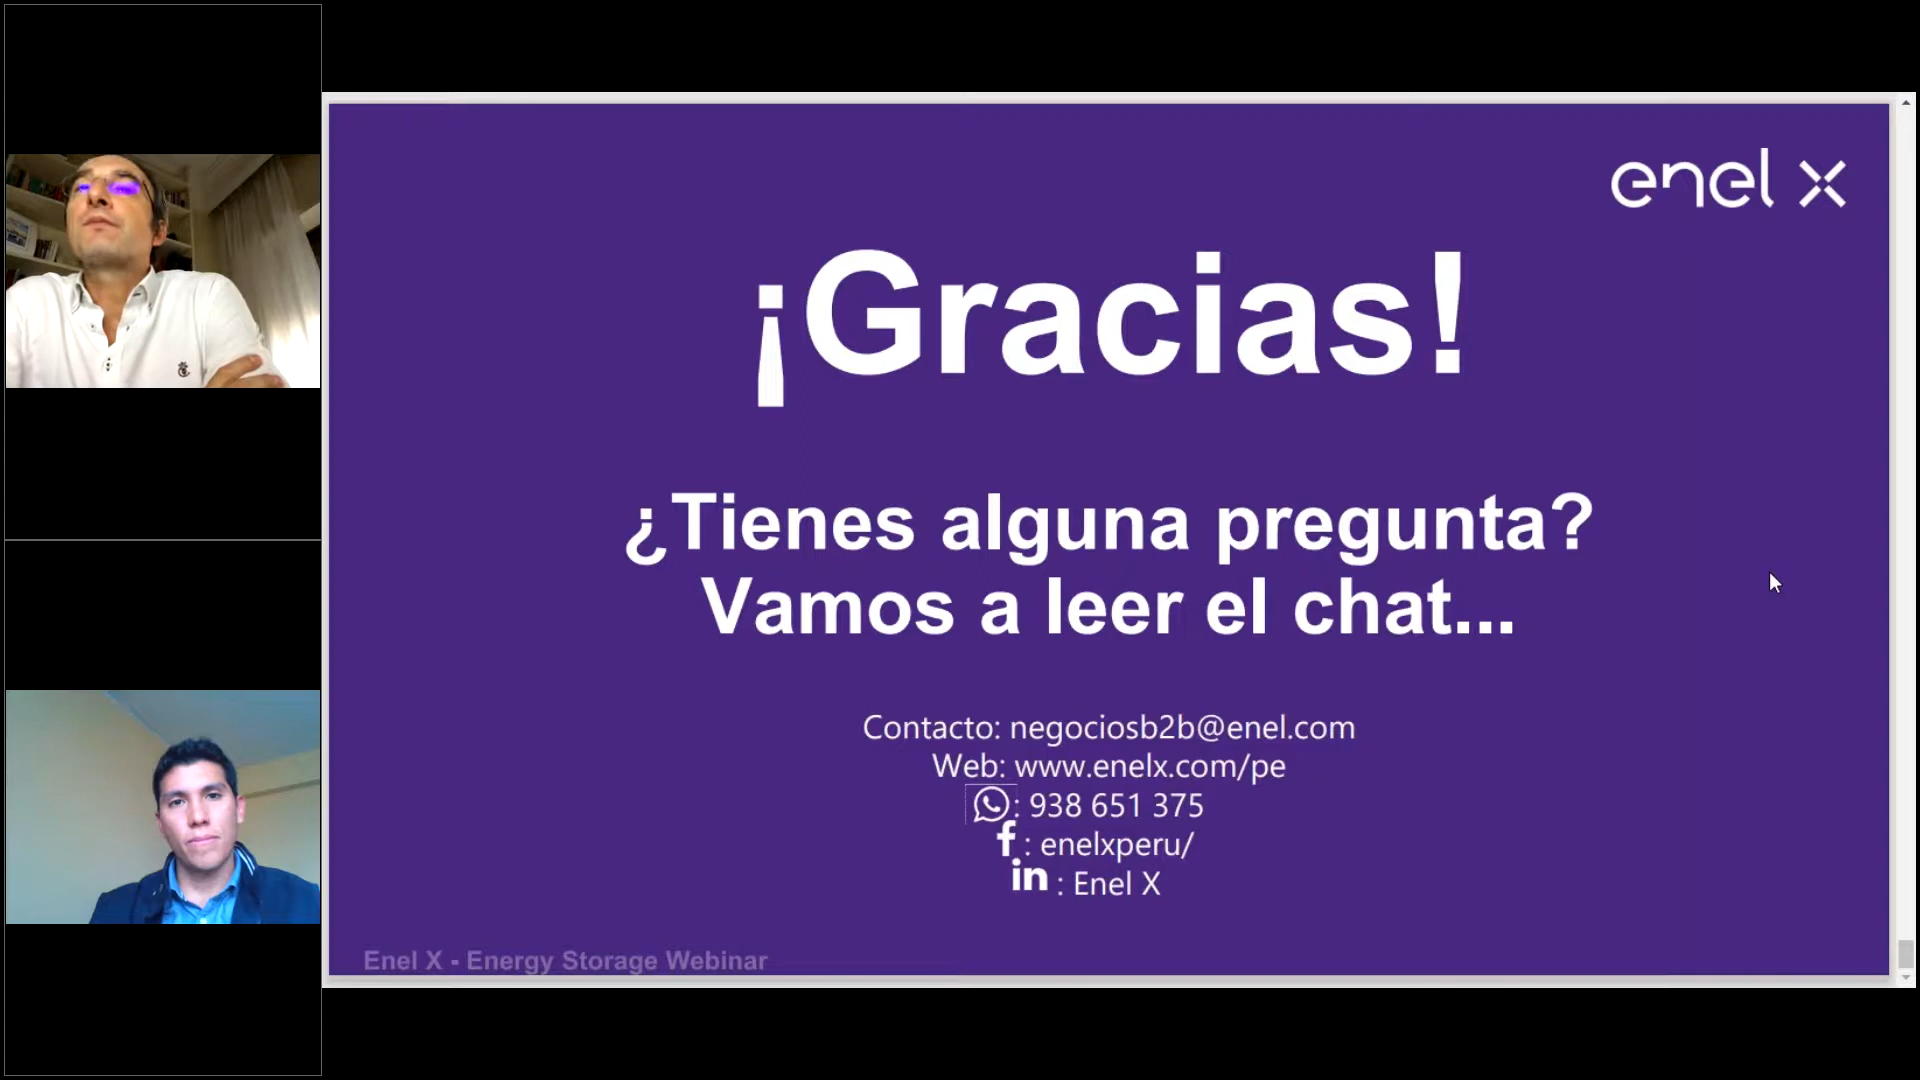 enel x
¡Gracias!
¿Tienes alguna pregunta?
Vamos a leer el chat...
Contacto: negociosb2b@enel.com
Web: www.enelx.com/pe
: 938 651 375
f : enelxperu/
in : Enel X
Enel X - Energy Storage Webinar